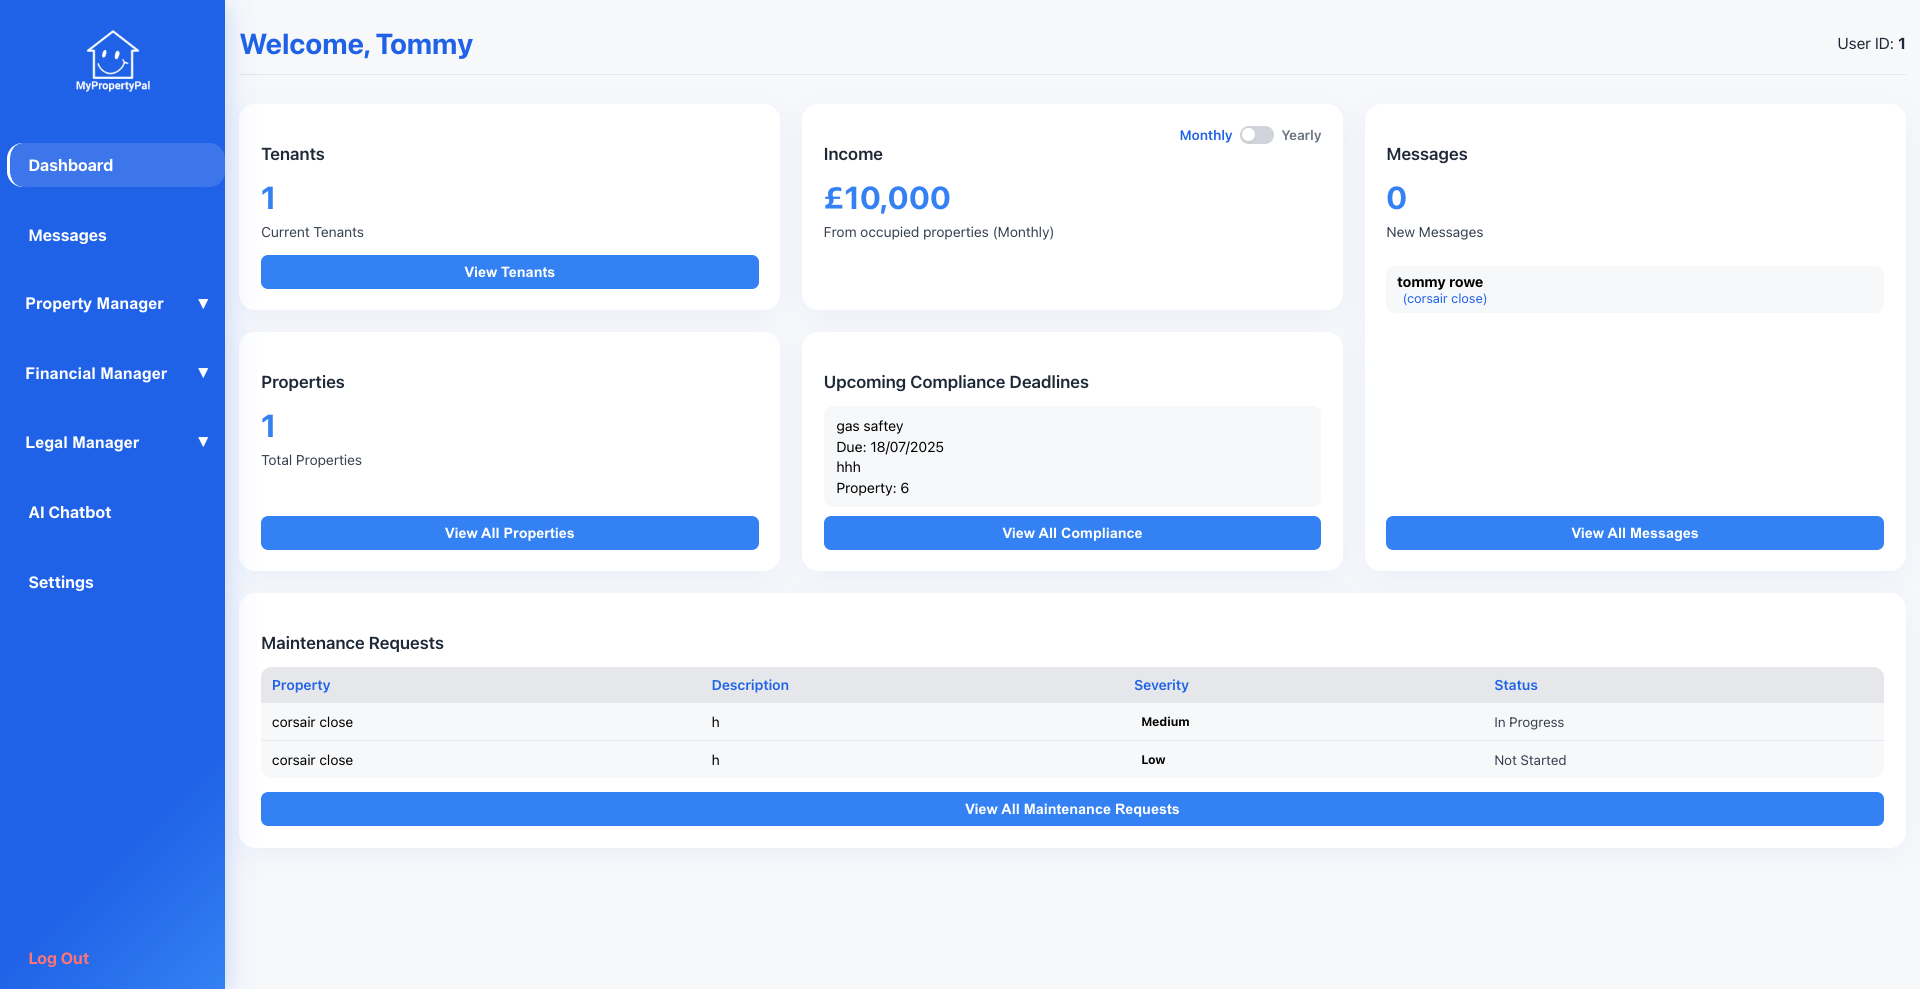 MyPropertyPal
Dashboard
Messages
Property Manager ▼
Financial Manager ▼
Legal Manager ▼
AI Chatbot
Settings
Log Out
Welcome, Tommy
User ID: 1
Tenants
1
Current Tenants
View Tenants
Monthly Yearly
Income
£10,000
From occupied properties (Monthly)
Messages
0
New Messages
tommy rowe
(corsair close)
View All Messages
Properties
1
Total Properties
View All Properties
Upcoming Compliance Deadlines
gas saftey
Due: 18/07/2025
hhh
Property: 6
View All Compliance
Maintenance Requests
Property Description Severity Status
corsair close h Medium In Progress
corsair close h Low Not Started
View All Maintenance Requests